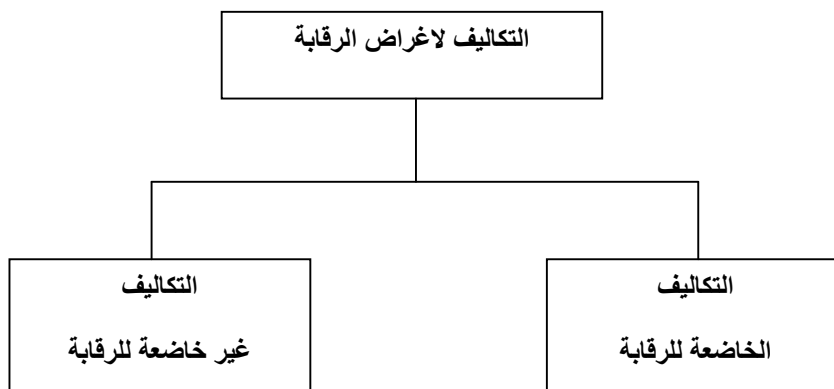 التكاليف لاغراض الرقابة
التكاليف
الخاضعة للرقابة
التكاليف
غير خاضعة للرقابة